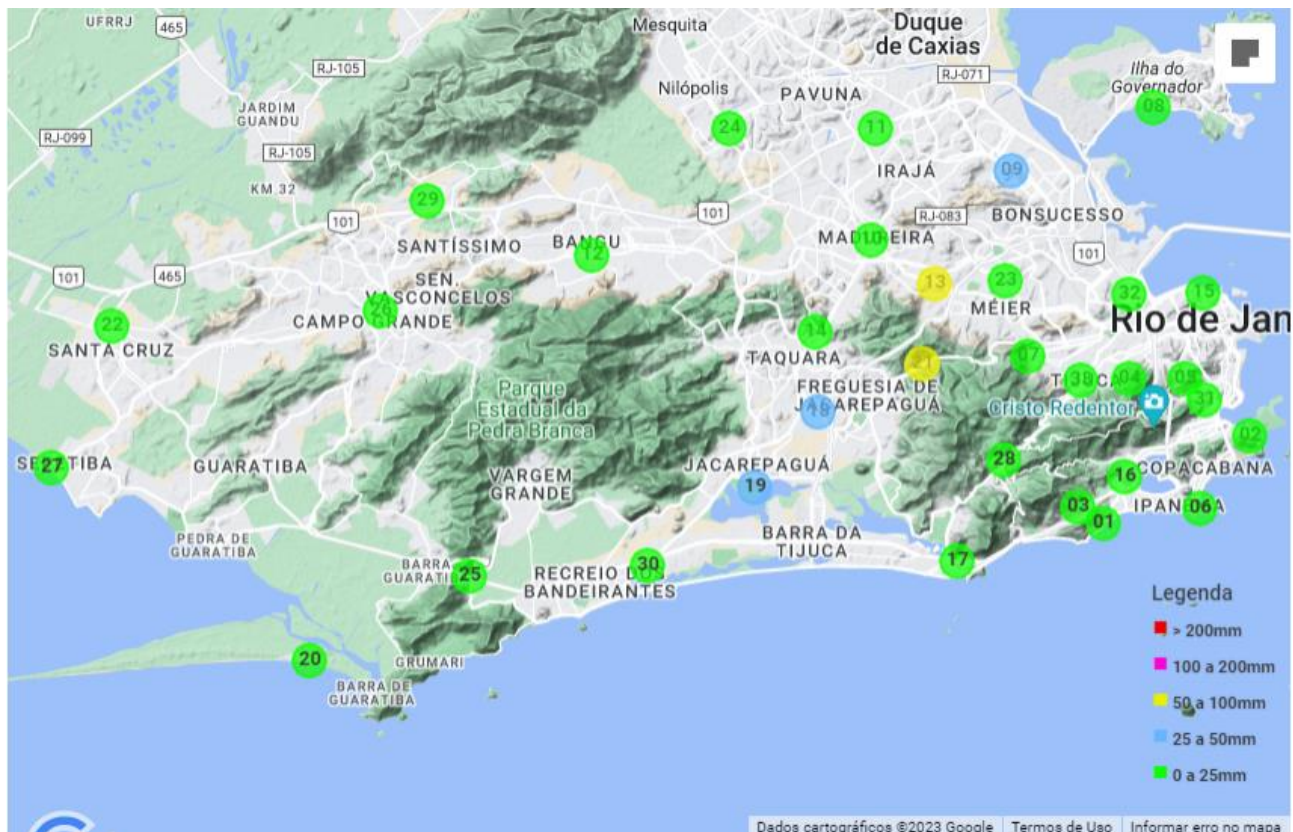 UFRRJ
465
Mesquita
Duque
de Caxias
RJ-105
RJ-071
Ilha do
Governador
Nilópolis
PAVUNA
08
JARDIM
GUANDU
24
11
RJ-099
RJ-105
IRAJÁ
09
KM 32
29
101
101
RJ-083
BONSUCESSO
SANTÍSSIMO
BANGU
12
MADUREIRA
10
101
101
465
SEN.
VASCONCELOS
13
23
MÉIER
32
15
26
CAMPO GRANDE
22
SANTA CRUZ
14
Rio de Jan
TAQUARA
07
21
FREGUESIA DE
JACAREPAGUÁ
04
05
31
Parque
Estadual da
Pedra Branca
Cristo Redentor
02
SEPETIBA
27
GUARATIBA
JACAREPAGUÁ
28
COPACABANA
16
VARGEM
GRANDE
19
03
01
IPANEMA
06
PEDRA DE
GUARATIBA
BARRA DA
TIJUCA
17
25
30
RECREIO DOS
BANDEIRANTES
20
GRUMARI
BARRA DE
GUARATIBA
Legenda
> 200mm
100 a 200mm
50 a 100mm
25 a 50mm
0 a 25mm
Dados cartográficos ©2023 Google
Termos de Uso
Informar erro no mapa